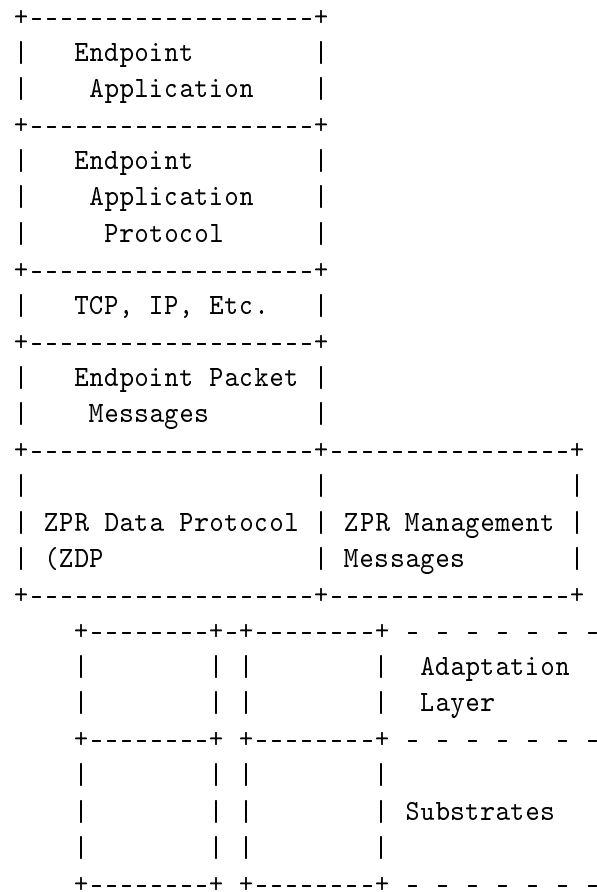 +-------------------+
|   Endpoint        |
|    Application    |
+-------------------+
|   Endpoint        |
|    Application    |
|     Protocol      |
+-------------------+
|   TCP, IP, Etc.   |
+-------------------+
|   Endpoint Packet |
|    Messages       |
+-------------------+----------------+
|                   |                |
| ZPR Data Protocol | ZPR Management |
| (ZDP              | Messages       |
+-------------------+----------------+
    +--------+-+--------+ - - - - - - -
    |        | |        |  Adaptation
    |        | |        |  Layer
    +--------+ +--------+ - - - - - - -
    |        | |        |
    |        | |        | Substrates
    |        | |        |
    +--------+ +--------+ - - - - - - -